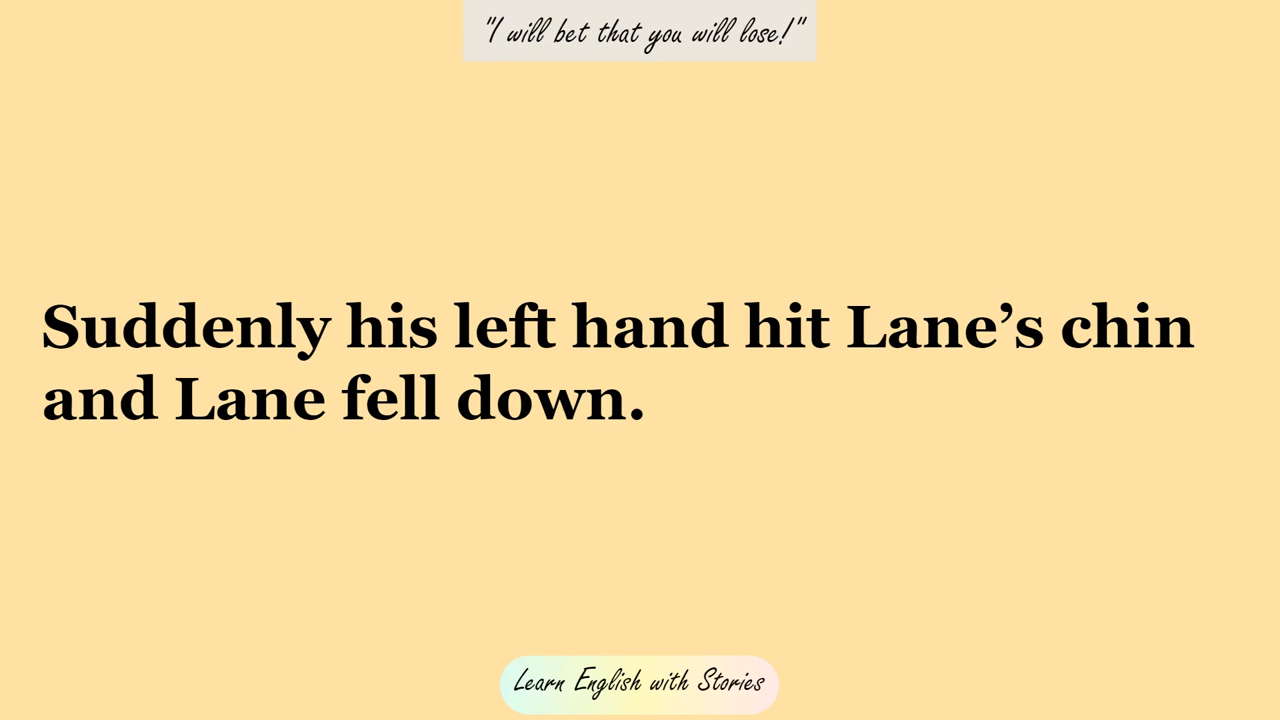 "I will bet that you will lose!"
Suddenly his left hand hit Lane’s chin
and Lane fell down.
Learn English with Stories